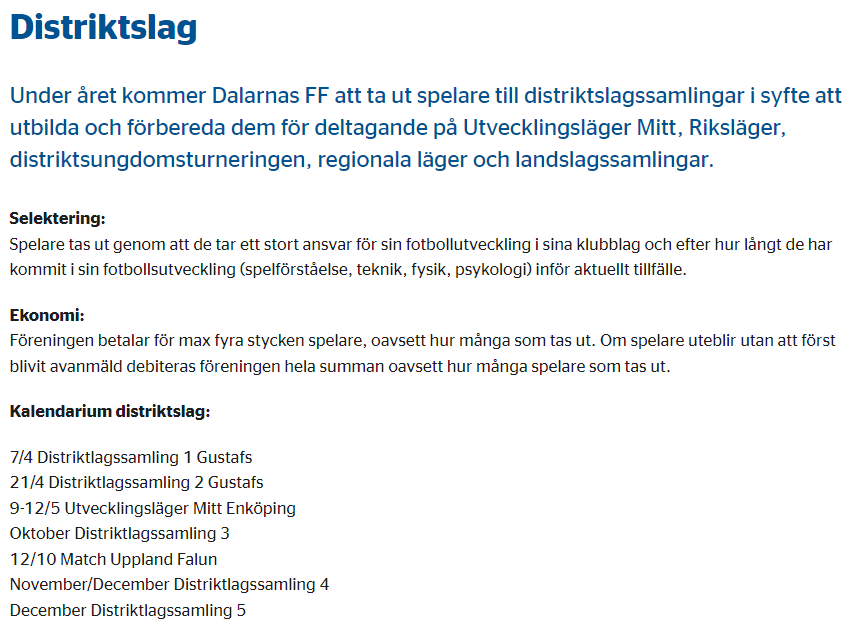 Distriktslag
Under året kommer Dalarnas FF att ta ut spelare till distriktslagssamlingar i syfte att
utbilda och förbereda dem för deltagande på Utvecklingsläger Mitt, Riksläger,
distriktsungdomsturneringen, regionala läger och landslagssamlingar.
Selektering:
Spelare tas ut genom att de tar ett stort ansvar för sin fotbollutveckling i sina klubblag och efter hur långt de har
kommit i sin fotbollsutveckling (spelförståelse, teknik, fysik, psykologi) inför aktuellt tillfälle.
Ekonomi:
Föreningen betalar för max fyra stycken spelare, oavsett hur många som tas ut. Om spelare uteblir utan att först
blivit avanmäld debiteras föreningen hela summan oavsett hur många spelare som tas ut.
Kalendarium distriktslag:
7/4 Distriktlagssamling 1 Gustafs
21/4 Distriktlagssamling 2 Gustafs
9-12/5 Utvecklingsläger Mitt Enköping
Oktober Distriktlagssamling 3
12/10 Match Uppland Falun
November/December Distriktlagssamling 4
December Distriktlagssamling 5